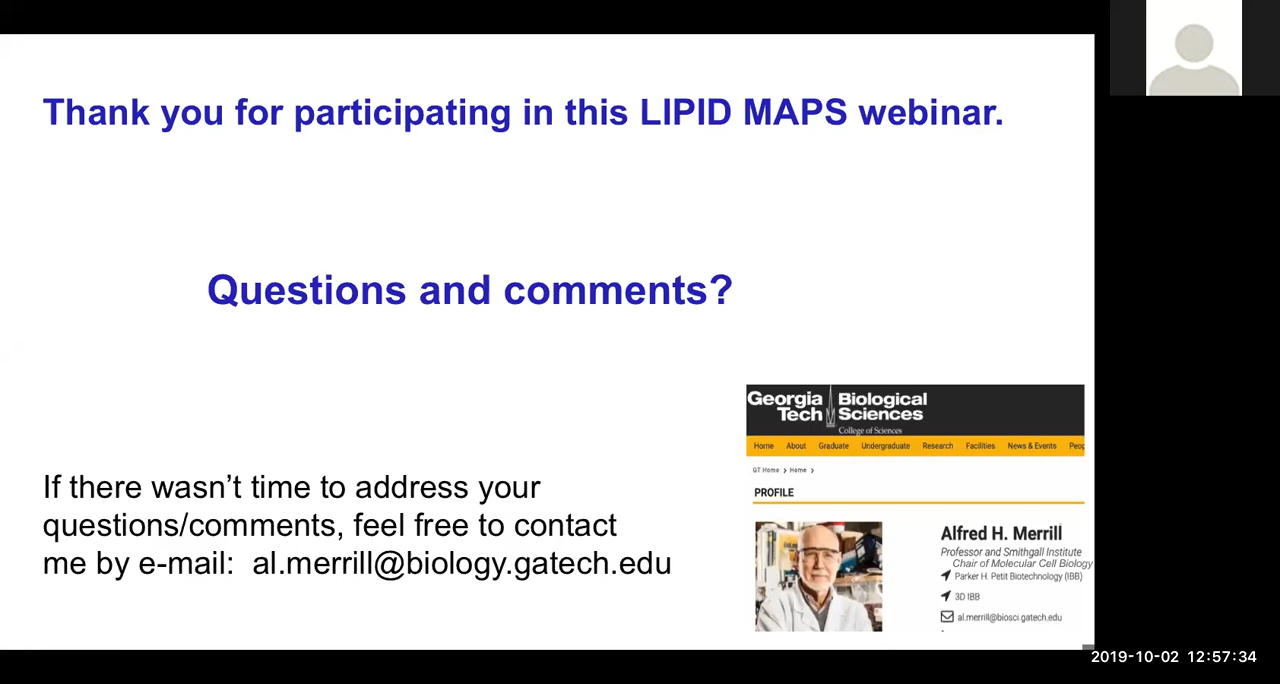 Thank you for participating in this LIPID MAPS webinar.
Questions and comments?
If there wasn't time to address your
questions/comments, feel free to contact
me by e-mail:  al.merrill@biology.gatech.edu
Georgia Tech
Biological Sciences
College of Sciences
Home About Graduate Undergraduate Research Facilities News & Events Peop
GT Home > Home >
PROFILE
Alfred H. Merrill
Professor and Smithgall Institute
Chair of Molecular Cell Biology
Parker H. Petit Biotechnology (IBB)
3D IBB
al.merrill@biosci.gatech.edu
2019-10-02 12:57:34